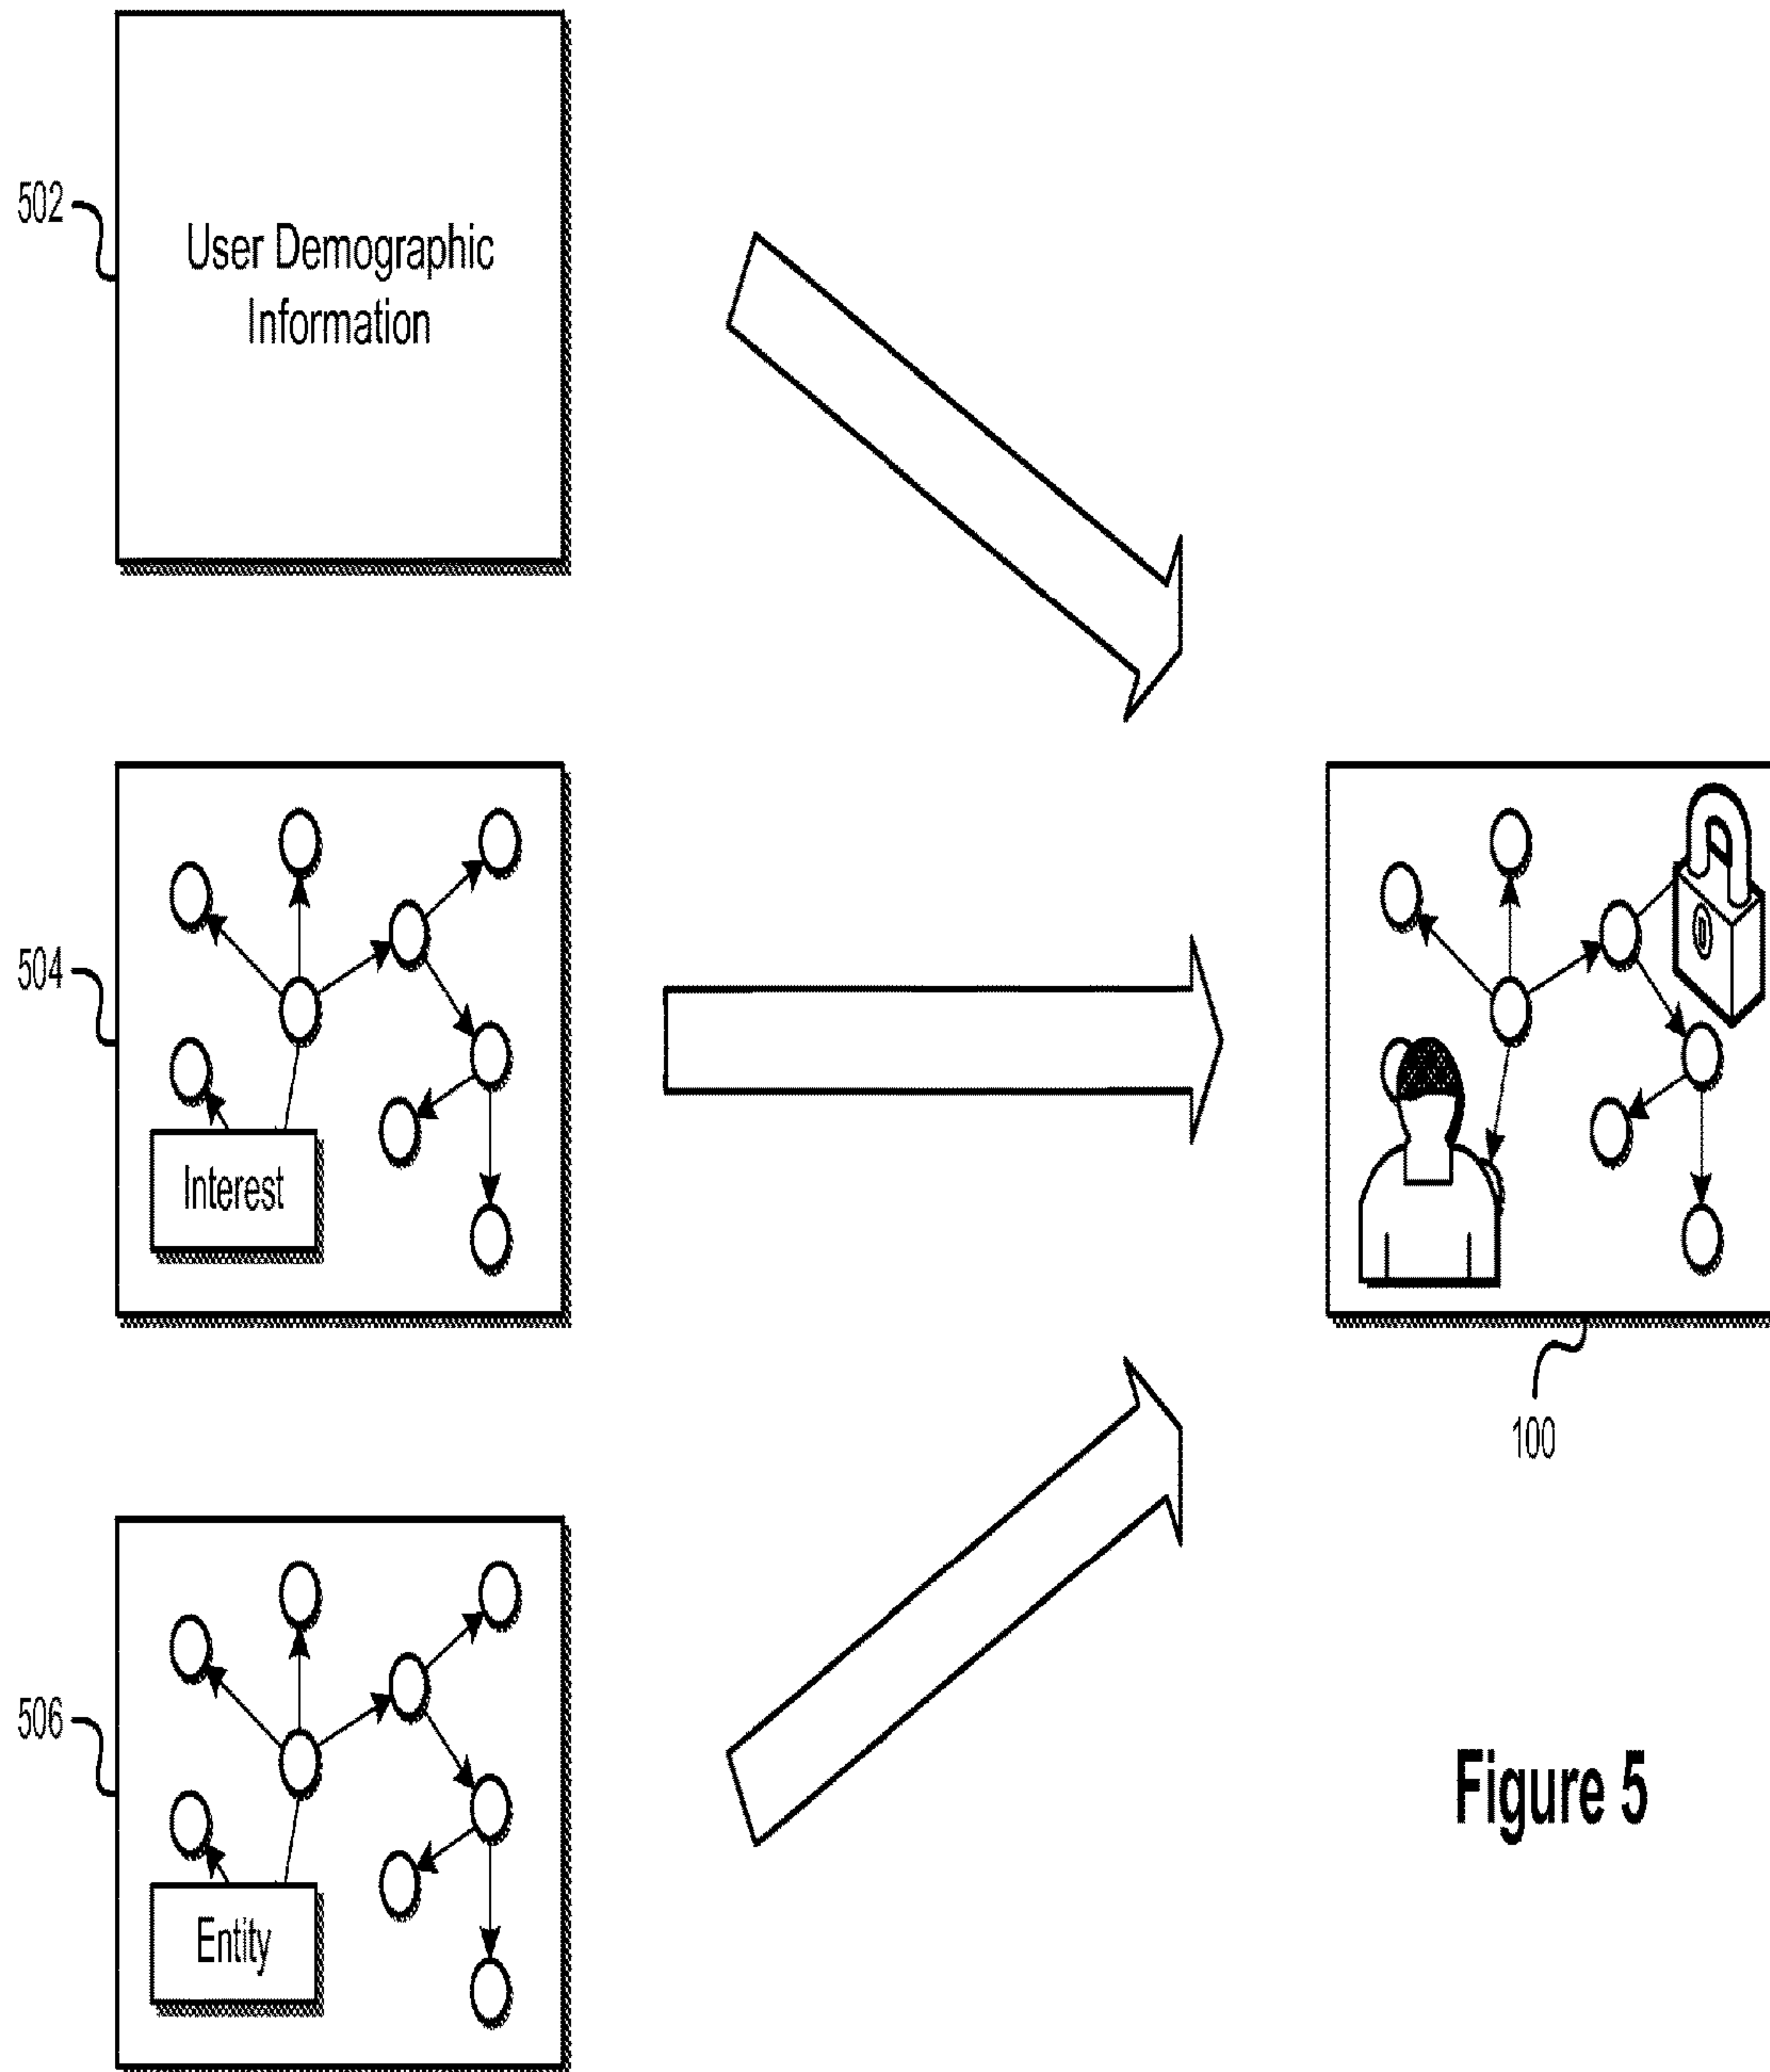 502
User Demographic
Information
504
Interest
100
506
Entity
Figure 5